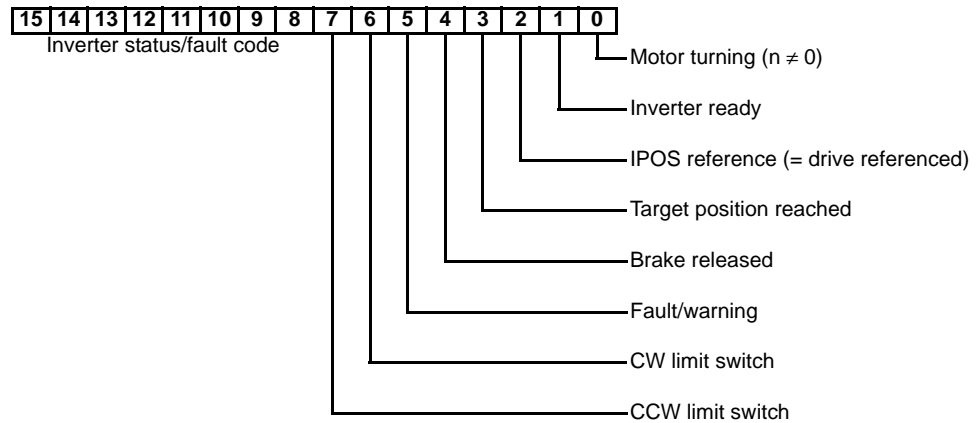 15 14 13 12 11 10 9 8 7 6 5 4 3 2 1 0
Inverter status/fault code
Motor turning (n ≠ 0)
Inverter ready
IPOS reference (= drive referenced)
Target position reached
Brake released
Fault/warning
CW limit switch
CCW limit switch